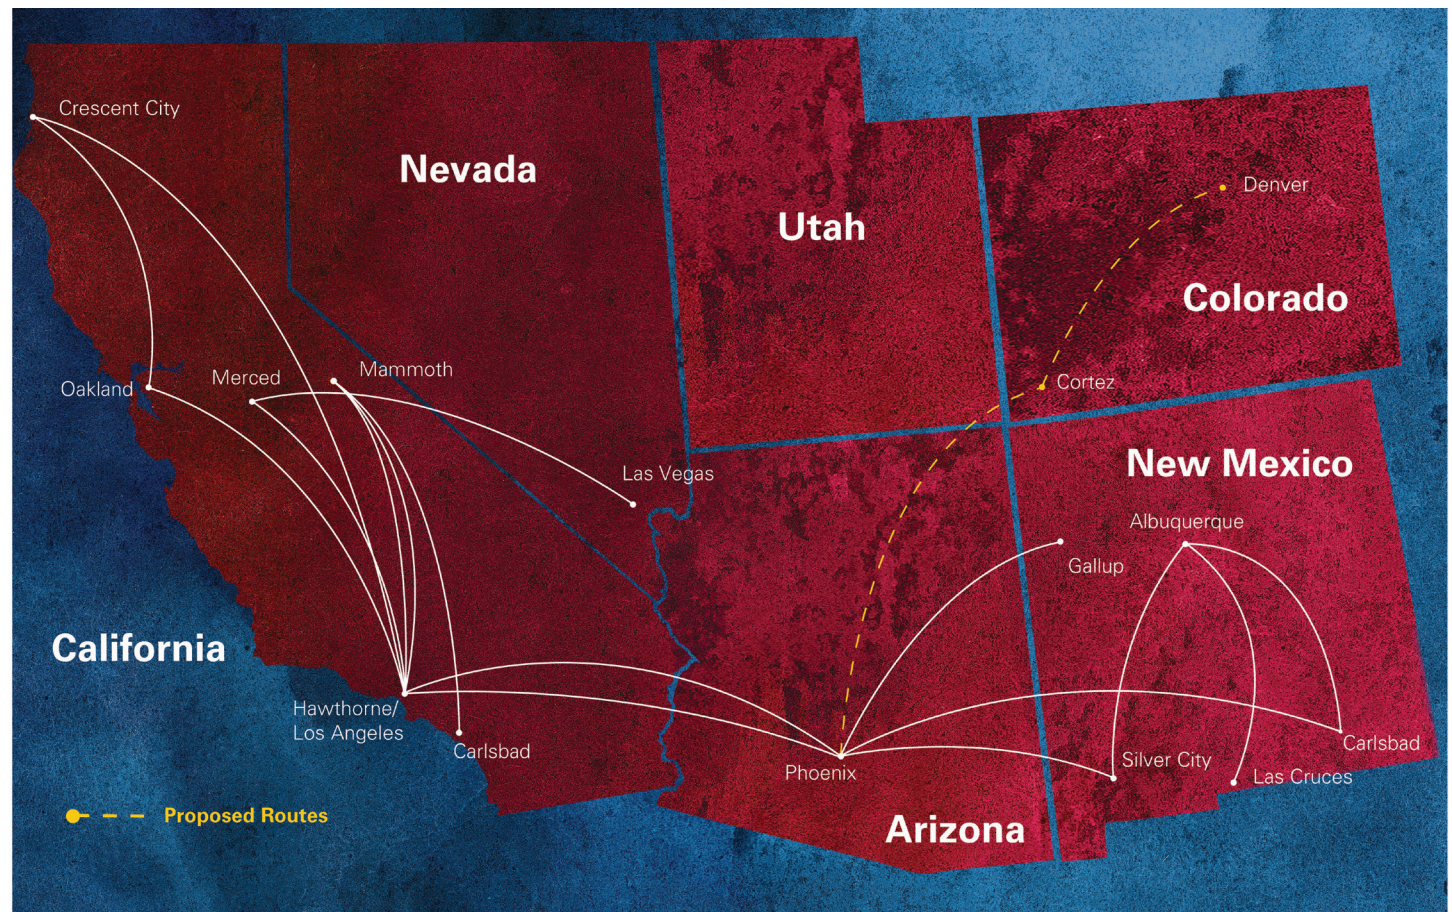 Crescent City
Nevada
Utah
Denver
Colorado
Oakland
Merced
Mammoth
Cortez
Las Vegas
New Mexico
Albuquerque
Gallup
California
Hawthorne/
Los Angeles
Carlsbad
Phoenix
Silver City
Carlsbad
Las Cruces
Proposed Routes
Arizona